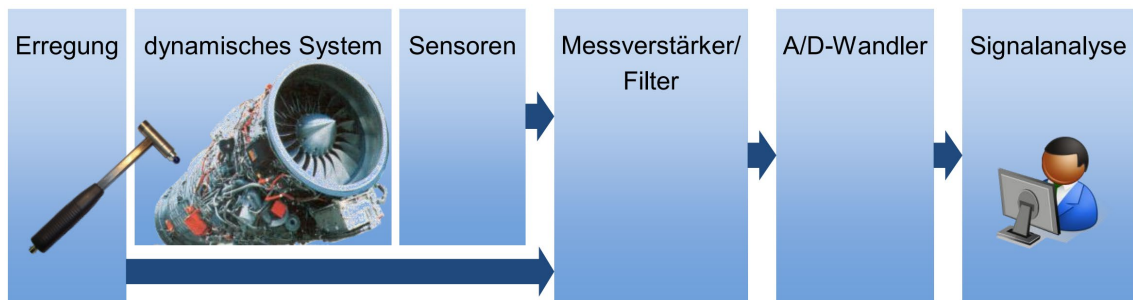 Erregung
dynamisches System
Sensoren
Messverstärker/
Filter
A/D-Wandler
Signalanalyse